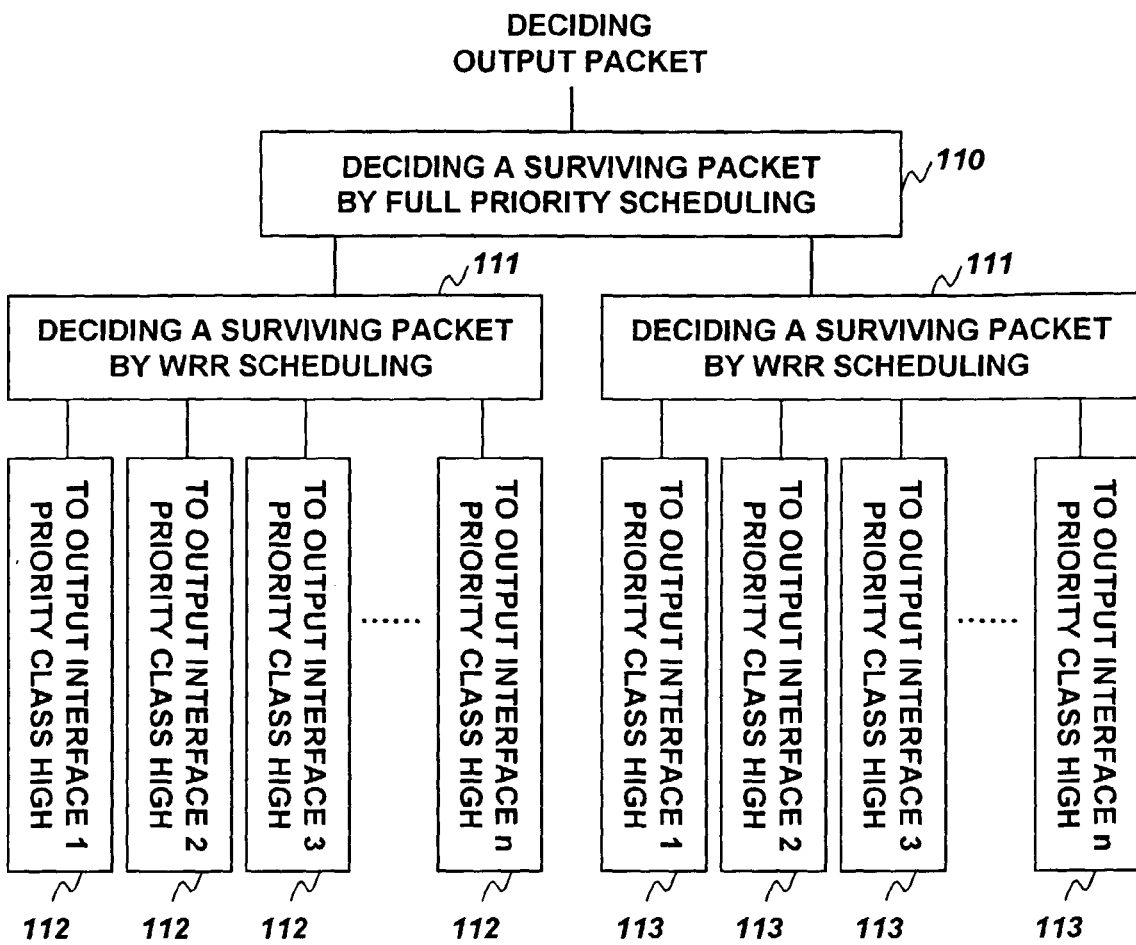 DECIDING
OUTPUT PACKET
DECIDING A SURVIVING PACKET
BY FULL PRIORITY SCHEDULING
110
111
111
DECIDING A SURVIVING PACKET
BY WRR SCHEDULING
DECIDING A SURVIVING PACKET
BY WRR SCHEDULING
TO OUTPUT INTERFACE 1
PRIORITY CLASS HIGH
TO OUTPUT INTERFACE 2
PRIORITY CLASS HIGH
TO OUTPUT INTERFACE 3
PRIORITY CLASS HIGH
......
TO OUTPUT INTERFACE n
PRIORITY CLASS HIGH
TO OUTPUT INTERFACE 1
PRIORITY CLASS HIGH
TO OUTPUT INTERFACE 2
PRIORITY CLASS HIGH
TO OUTPUT INTERFACE 3
PRIORITY CLASS HIGH
......
TO OUTPUT INTERFACE n
PRIORITY CLASS HIGH
112
112
112
112
113
113
113
113